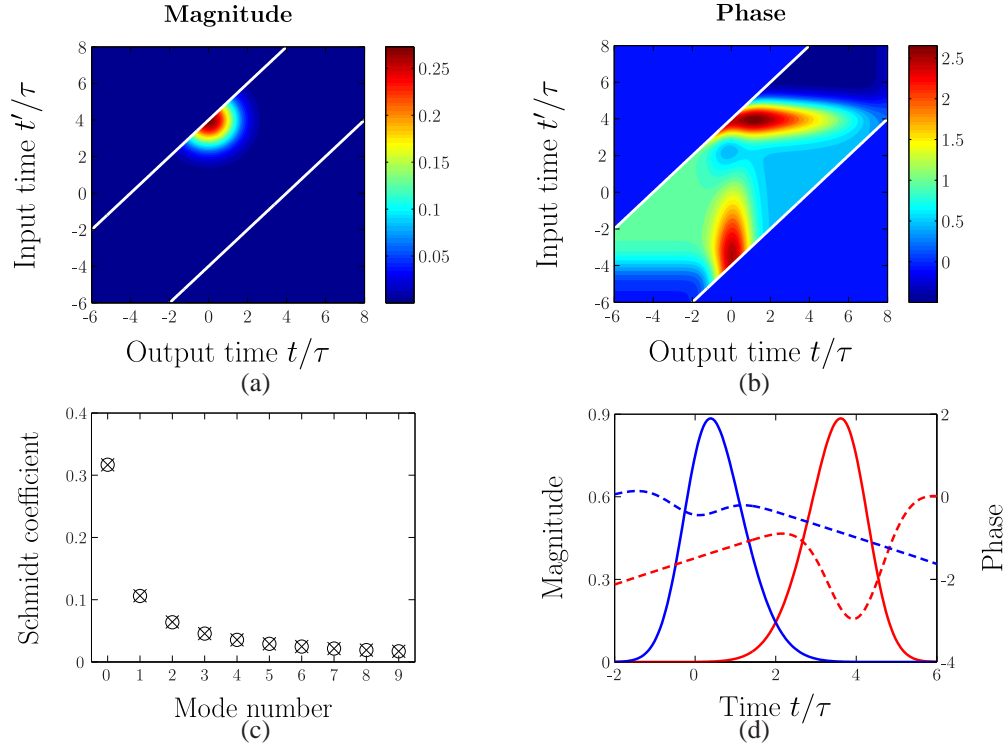 Magnitude
Phase
Input time t′/τ
8
6
4
2
0
-2
-4
-6
-6 -4 -2 0 2 4 6 8
Output time t/τ
(a)
0.25
0.20
0.15
0.10
0.05
Input time t′/τ
8
6
4
2
0
-2
-4
-6
-6 -4 -2 0 2 4 6 8
Output time t/τ
(b)
2.5
2
1.5
1
0.5
0
Schmidt coefficient
0.4
0.3
0.2
0.1
0
0 1 2 3 4 5 6 7 8 9
Mode number
(c)
Magnitude
0.9
0.6
0.3
0
-2 0 2 4 6
Time t/τ
(d)
2
0
-2
-4
Phase